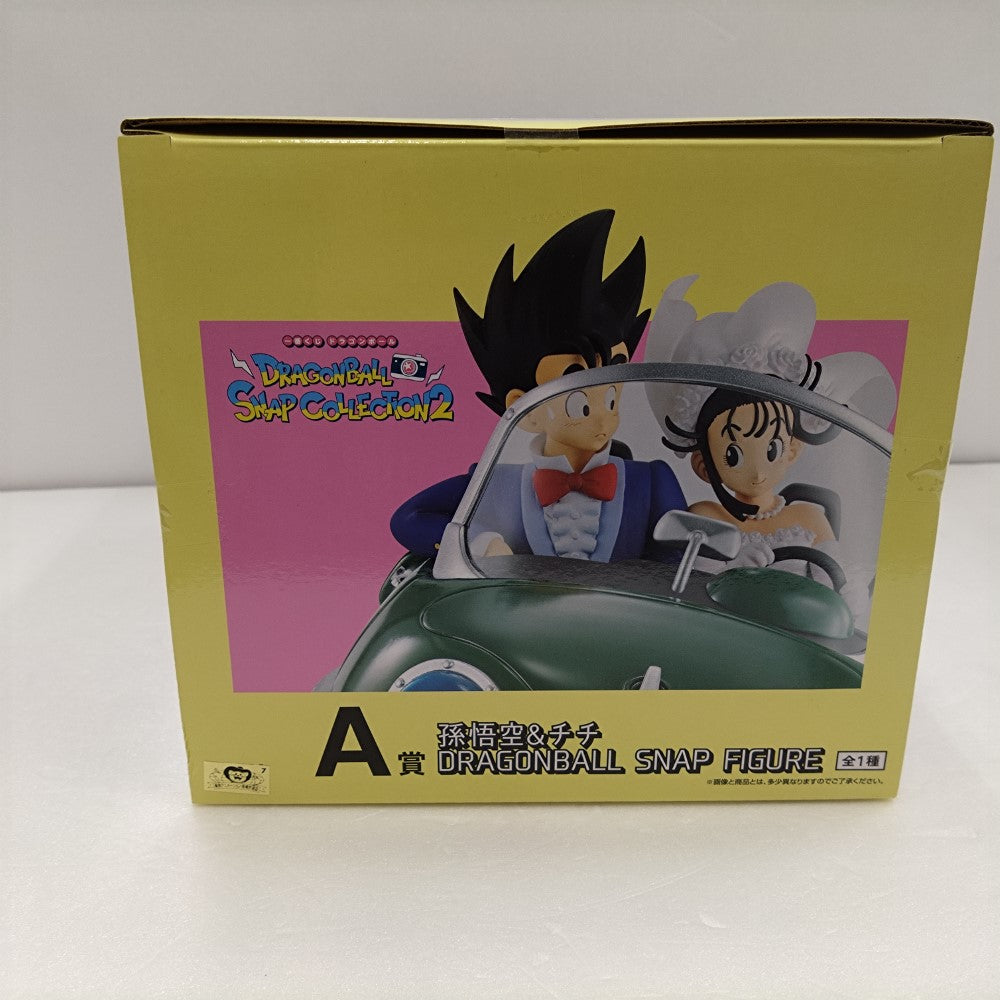 一番くじ ドラゴンボール
DRAGONBALL
SNAP COLLECTION2
A賞
孫悟空&チチ
DRAGONBALL SNAP FIGURE
全1種
※画像と商品とは、多少異なりますのでご了承ください。
7